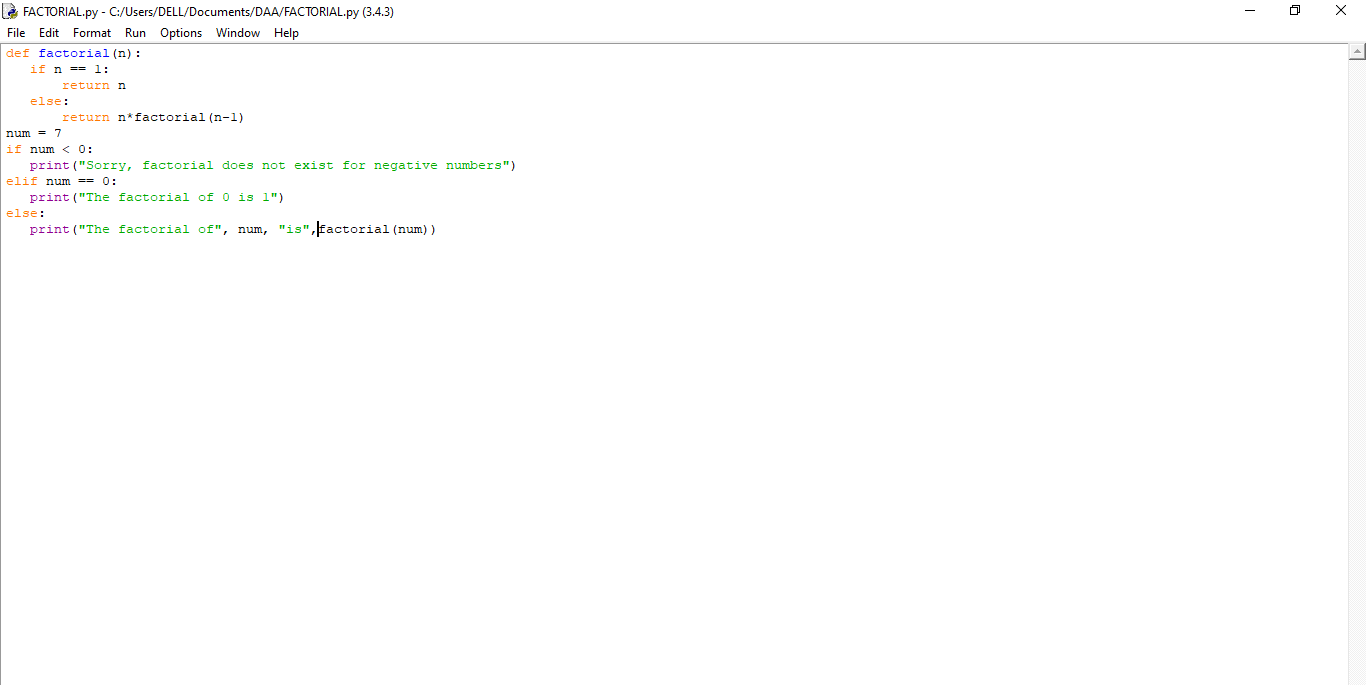 FACTORIAL.py - C:/Users/DELL/Documents/DAA/FACTORIAL.py (3.4.3)
File Edit Format Run Options Window Help
def factorial(n):
   if n == 1:
       return n
   else:
       return n*factorial(n-1)
num = 7
if num < 0:
   print("Sorry, factorial does not exist for negative numbers")
elif num == 0:
   print("The factorial of 0 is 1")
else:
   print("The factorial of", num, "is",factorial(num))